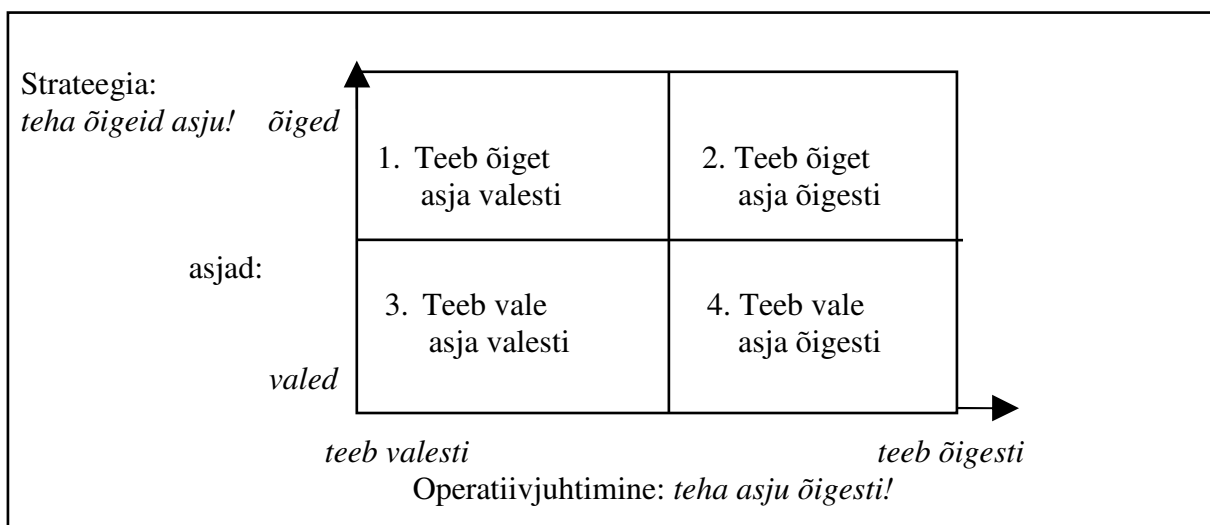 Strateegia:
teha õigeid asju! õiged
1. Teeb õiget
asja valesti
2. Teeb õiget
asja õigesti
asjad:
3. Teeb vale
asja valesti
4. Teeb vale
asja õigesti
valed
teeb valesti
teeb õigesti
Operatiivjuhtimine: teha asju õigesti!